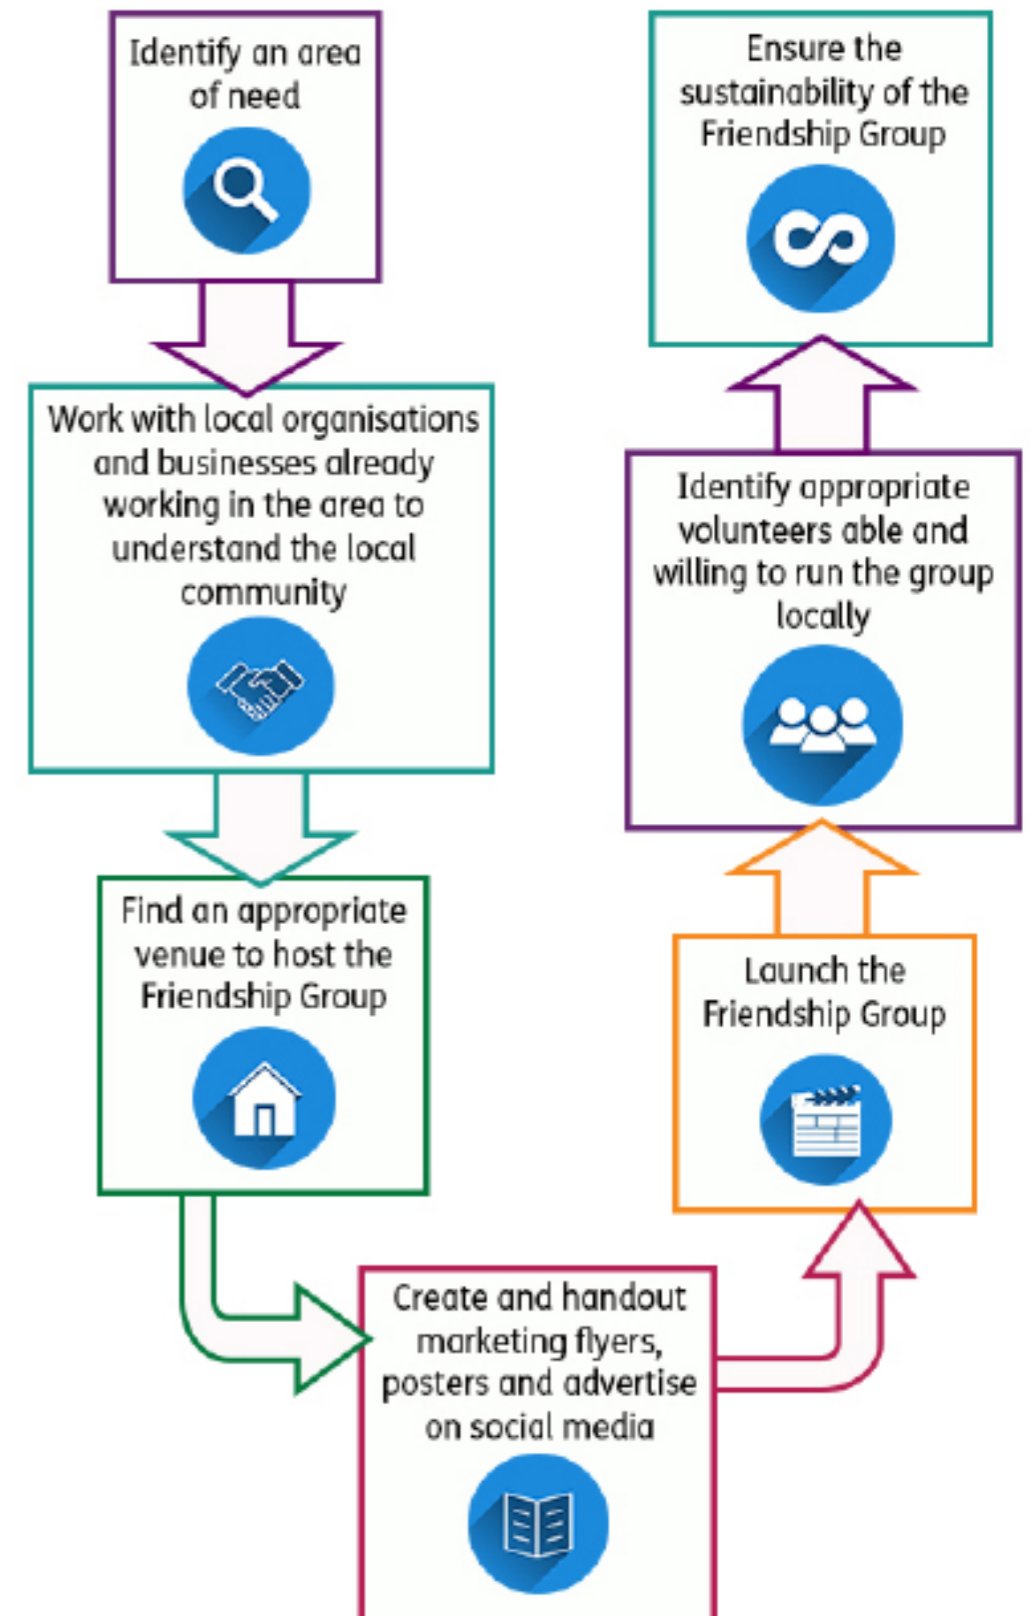 Identify an area
of need
Work with local organisations
and businesses already
working in the area to
understand the local
community
Find an appropriate
venue to host the
Friendship Group
Create and handout
marketing flyers,
posters and advertise
on social media
Launch the
Friendship Group
Identify appropriate
volunteers able and
willing to run the group
locally
Ensure the
sustainability of the
Friendship Group